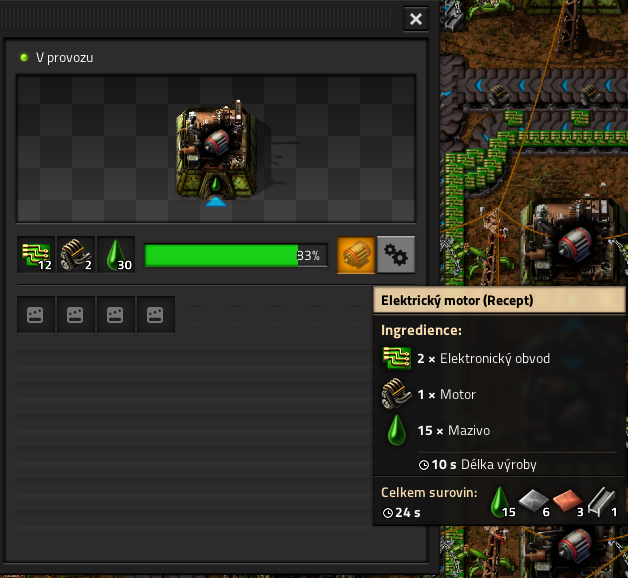 V provozu
12 2 30 83%
Elektrický motor (Recept)
Ingredience:
2 × Elektronický obvod
1 × Motor
15 × Mazivo
10 s Délka výroby
Celkem surovin:
24 s
15 6 3 1